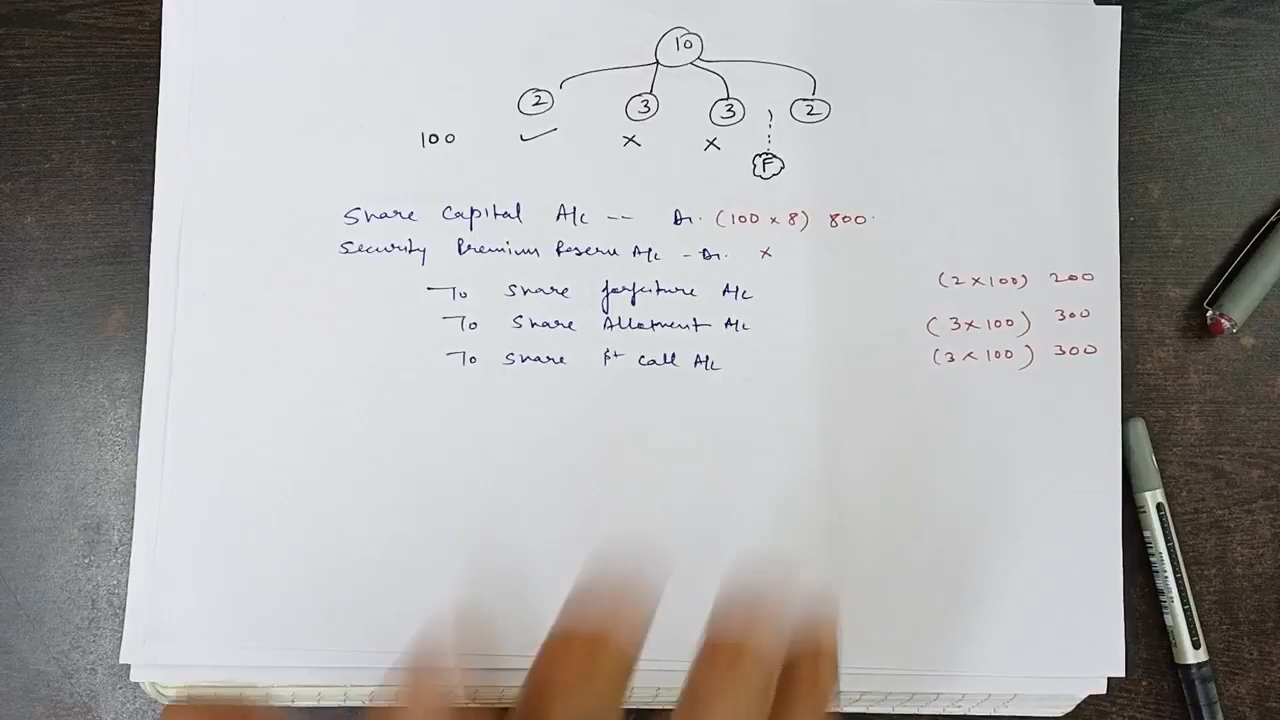 10
2 3 3 2
100 ✓ x x F
Share Capital A/c -- Dr. (100 x 8) 800
Security Premium Reserve A/c - Dr. x
To Share forfeiture A/c (2 x 100) 200
To Share Allotment A/c (3 x 100) 300
To Share 1st call A/c (3 x 100) 300